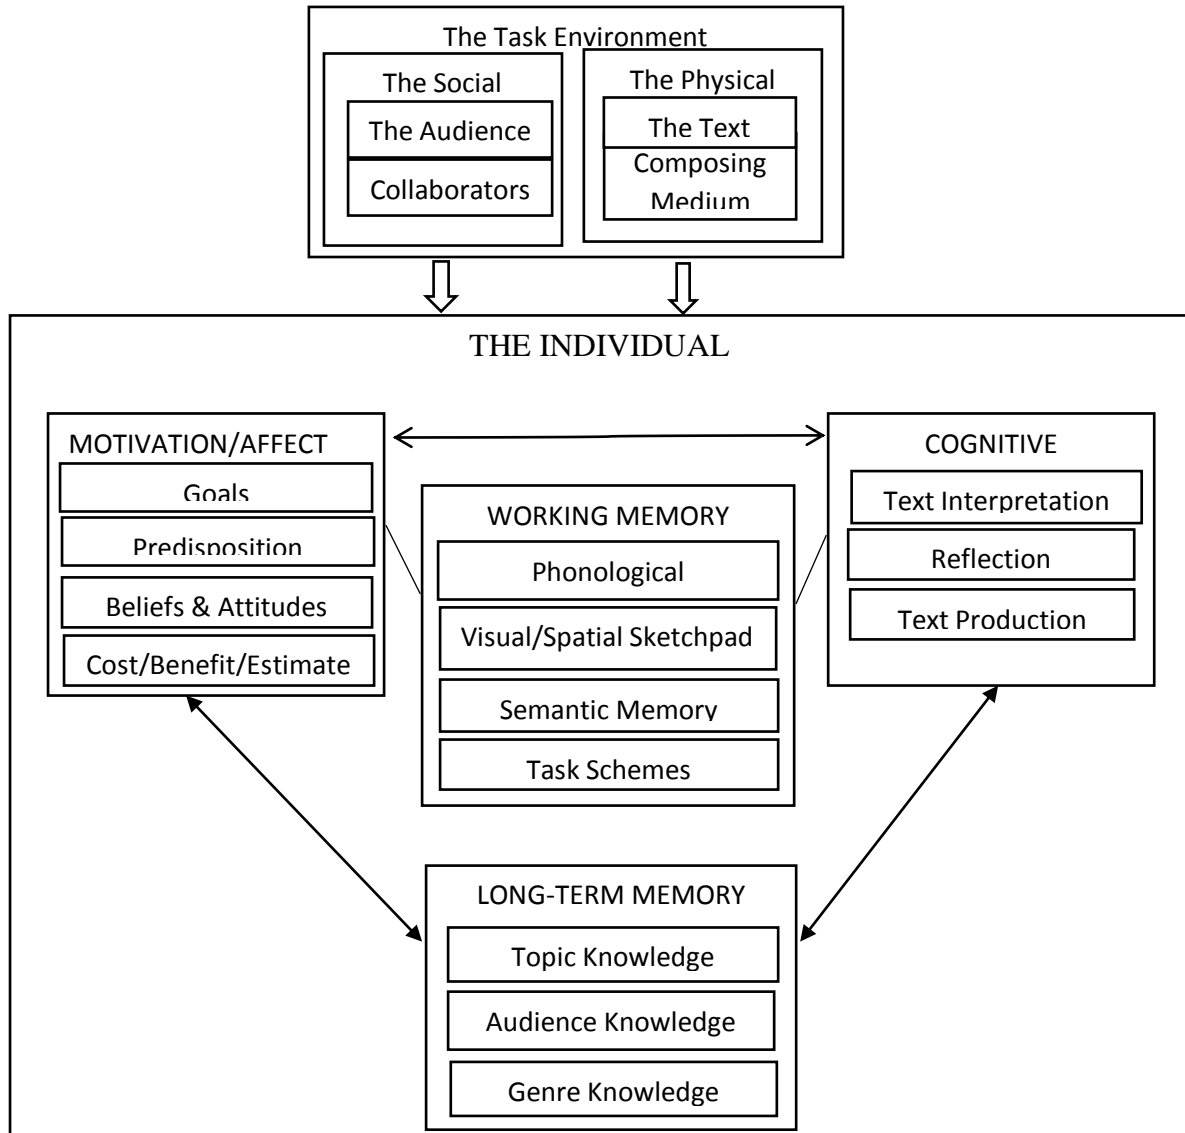 The Task Environment
The Social
The Audience
Collaborators
The Physical
The Text
Composing
Medium
THE INDIVIDUAL
MOTIVATION/AFFECT
Goals
Predisposition
Beliefs & Attitudes
Cost/Benefit/Estimate
WORKING MEMORY
Phonological
Visual/Spatial Sketchpad
Semantic Memory
Task Schemes
COGNITIVE
Text Interpretation
Reflection
Text Production
LONG-TERM MEMORY
Topic Knowledge
Audience Knowledge
Genre Knowledge